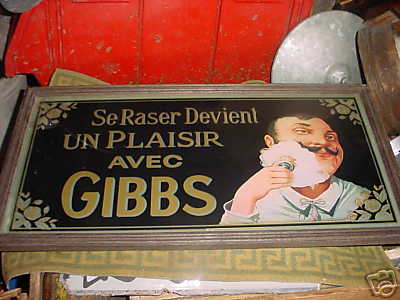 Se Raser Devient
UN PLAISIR
AVEC
GIBBS